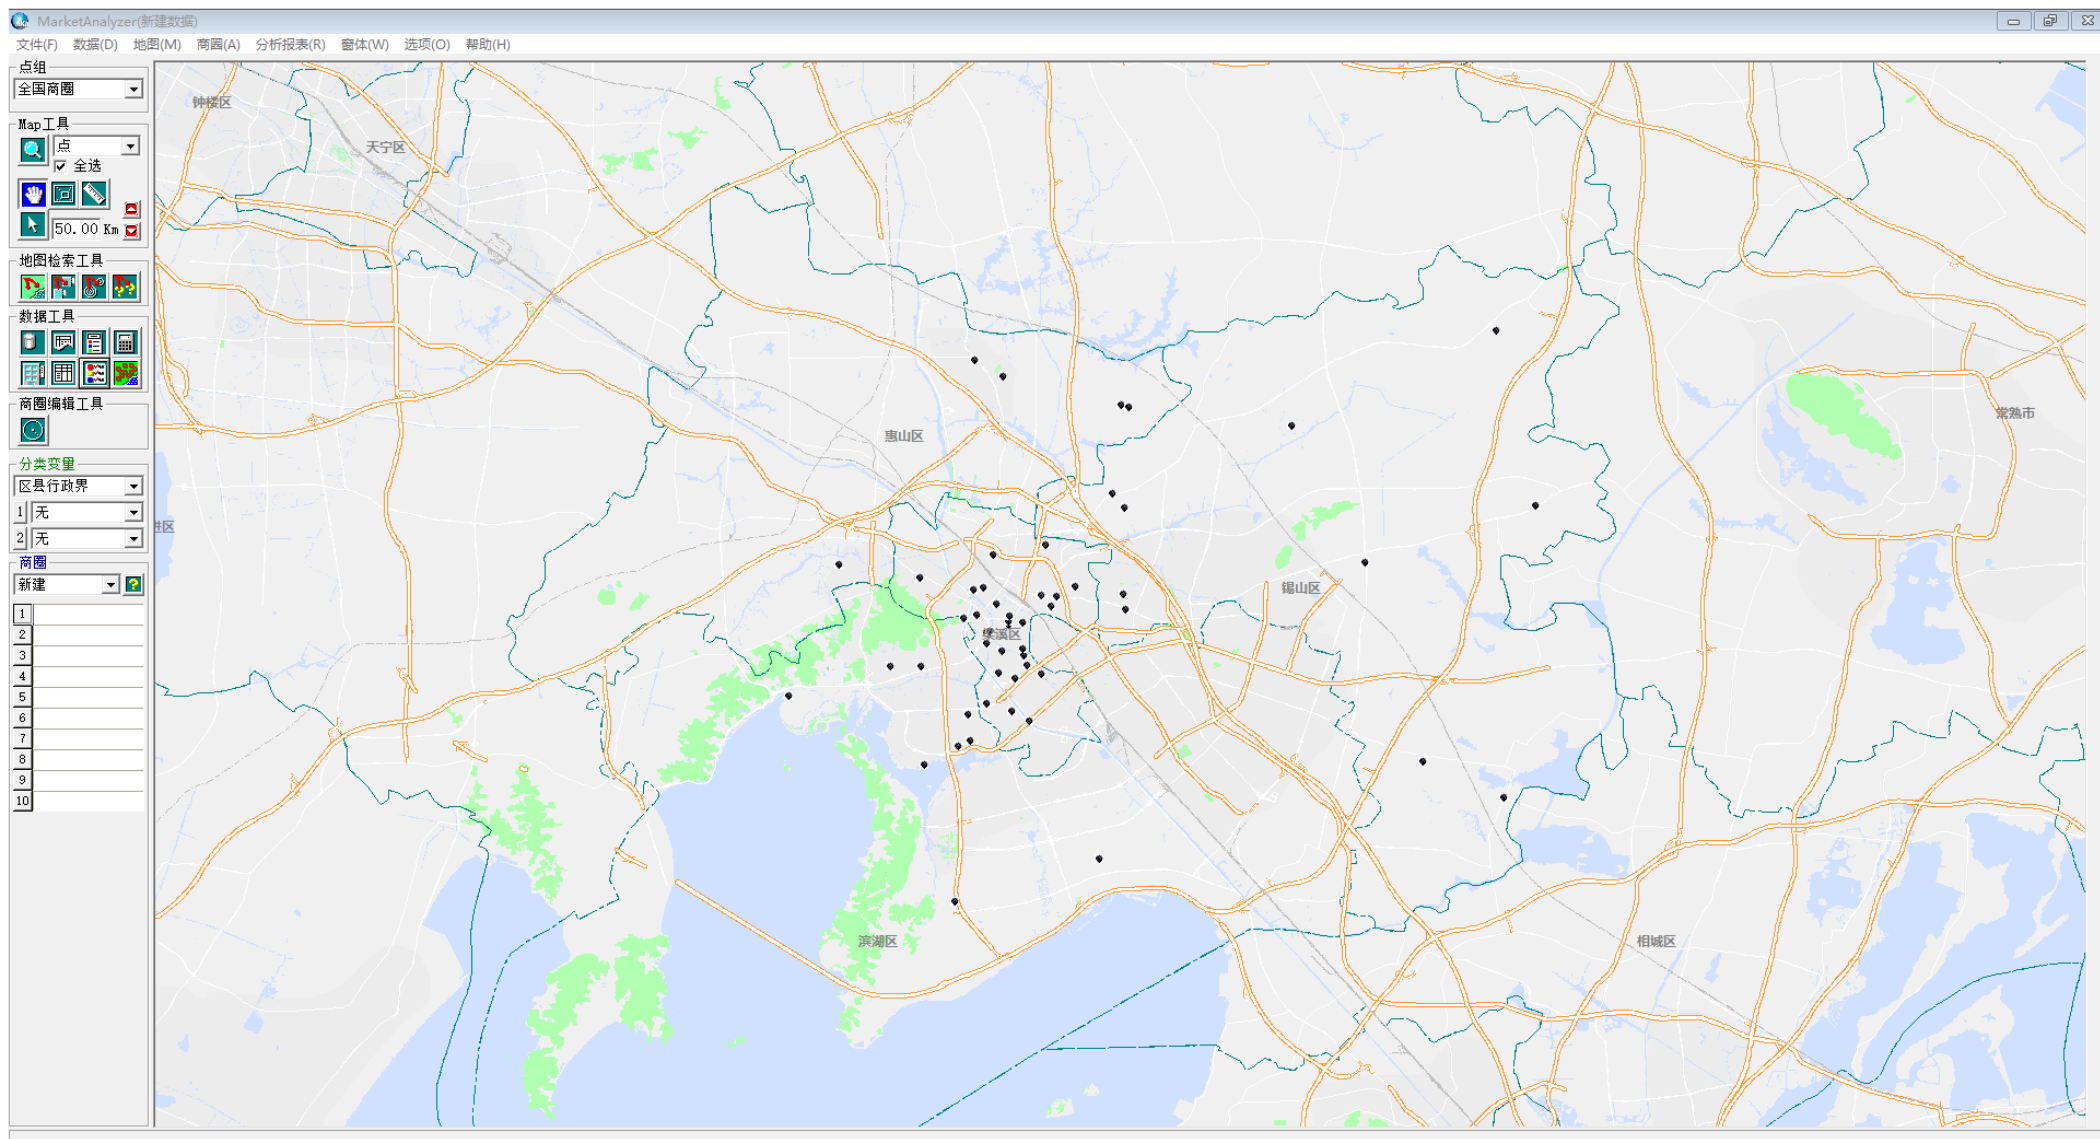 MarketAnalyzer(新建数据)
文件(F) 数据(D) 地图(M) 商圈(A) 分析报表(R) 窗体(W) 选项(O) 帮助(H)
点组
全国商圈
Map工具
点
全选
50.00 Km
地图检索工具
数据工具
商圈编辑工具
分类变量
区县行政界
1 无
2 无
商圈
新建
1
2
3
4
5
6
7
8
9
10
钟楼区
天宁区
常熟市
惠山区
进区
锡山区
梁溪区
滨湖区
相城区